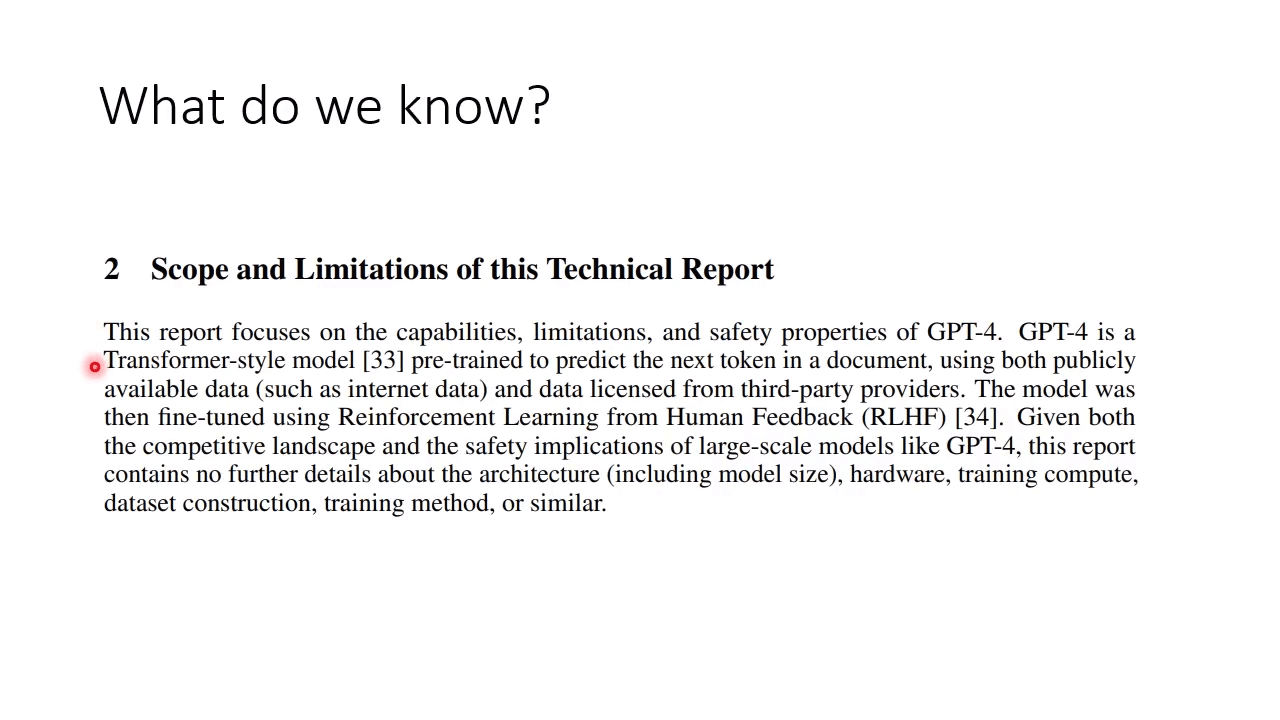 What do we know?
2 Scope and Limitations of this Technical Report
This report focuses on the capabilities, limitations, and safety properties of GPT-4. GPT-4 is a
Transformer-style model [33] pre-trained to predict the next token in a document, using both publicly
available data (such as internet data) and data licensed from third-party providers. The model was
then fine-tuned using Reinforcement Learning from Human Feedback (RLHF) [34]. Given both
the competitive landscape and the safety implications of large-scale models like GPT-4, this report
contains no further details about the architecture (including model size), hardware, training compute,
dataset construction, training method, or similar.